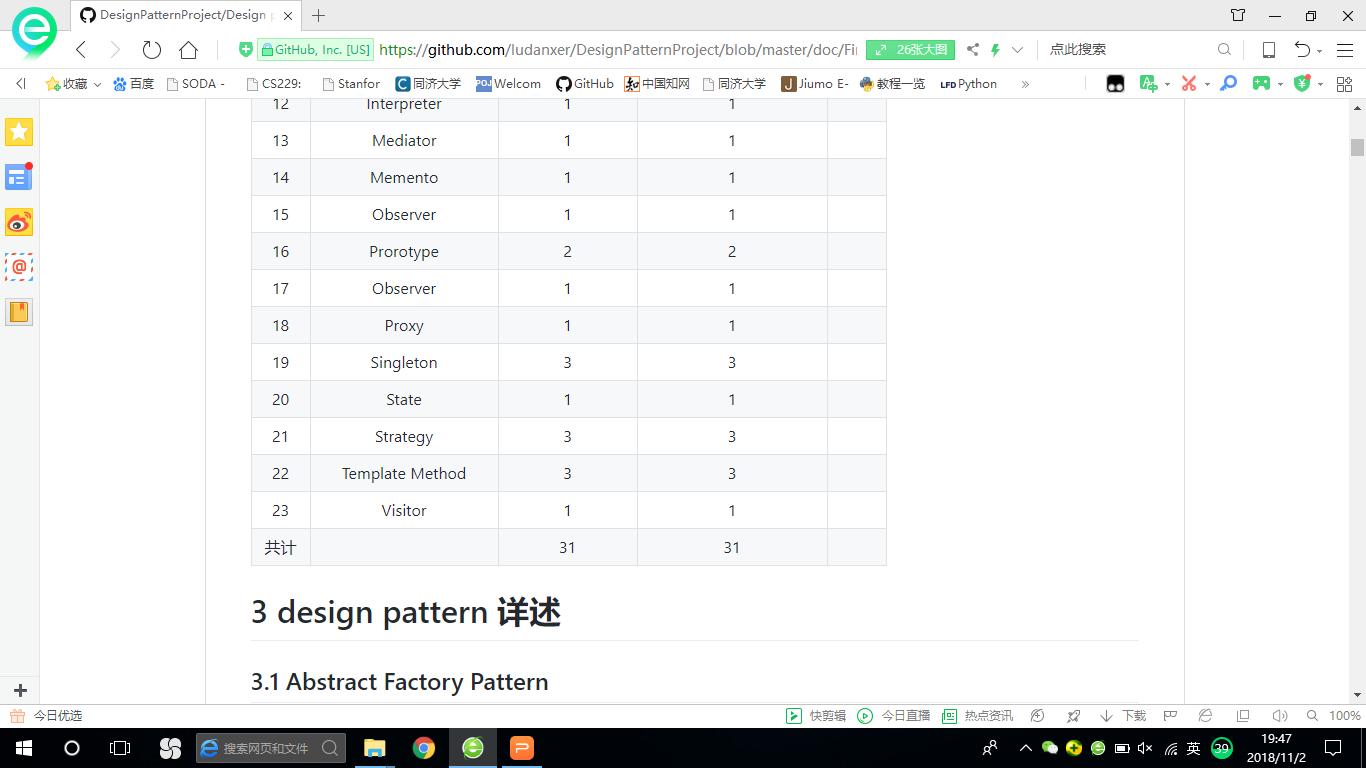 DesignPatternProject/Design p
GitHub, Inc. [US]
https://github.com/ludanxer/DesignPatternProject/blob/master/doc/Fi
26张大图
点此搜索
收藏
百度
SODA -
CS229:
Stanfor
同济大学
POJ Welcom
GitHub
中国知网
同济大学
Jiumo E-
教程一览
LFD Python
12 Interpreter 1 1
13 Mediator 1 1
14 Memento 1 1
15 Observer 1 1
16 Prorotype 2 2
17 Observer 1 1
18 Proxy 1 1
19 Singleton 3 3
20 State 1 1
21 Strategy 3 3
22 Template Method 3 3
23 Visitor 1 1
共计 31 31
3 design pattern 详述
3.1 Abstract Factory Pattern
今日优选
快剪辑
今日直播
热点资讯
下载
100%
搜索网页和文件
英
39
19:47
2018/11/2